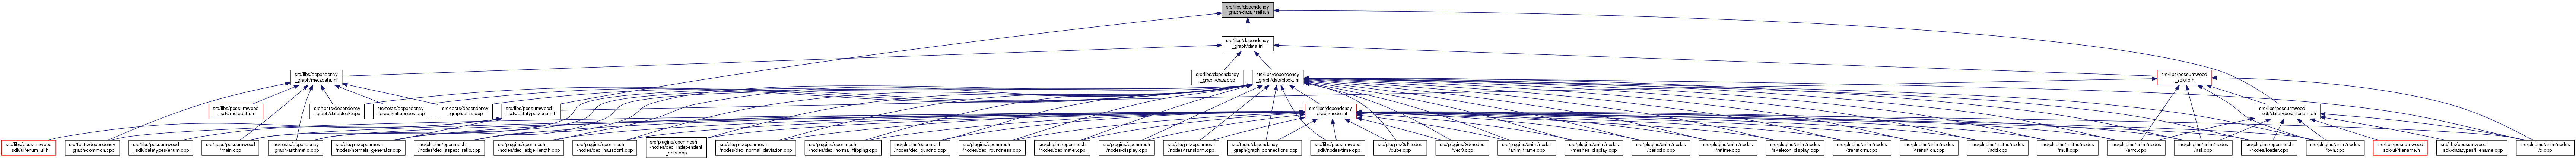 src/libs/dependency
_graph/data_traits.h
src/libs/dependency
_graph/data.inl
src/libs/dependency
_graph/metadata.inl
src/libs/dependency
_graph/data.cpp
src/libs/dependency
_graph/datablock.inl
src/libs/possumwood
_sdk/io.h
src/libs/possumwood
_sdk/metadata.h
src/tests/dependency
_graph/datablock.cpp
src/tests/dependency
_graph/influences.cpp
src/tests/dependency
_graph/attrs.cpp
src/libs/possumwood
_sdk/datatypes/enum.h
src/libs/dependency
_graph/node.inl
src/libs/possumwood
_sdk/datatypes/filename.h
src/libs/possumwood
_sdk/ui/enum_ui.h
src/tests/dependency
_graph/common.cpp
src/libs/possumwood
_sdk/datatypes/enum.cpp
src/apps/possumwood
/main.cpp
src/tests/dependency
_graph/arithmetic.cpp
src/plugins/openmesh
/nodes/normals_generator.cpp
src/plugins/openmesh
/nodes/dec_aspect_ratio.cpp
src/plugins/openmesh
/nodes/dec_edge_length.cpp
src/plugins/openmesh
/nodes/dec_hausdorff.cpp
src/plugins/openmesh
/nodes/dec_independent
_sets.cpp
src/plugins/openmesh
/nodes/dec_normal_deviation.cpp
src/plugins/openmesh
/nodes/dec_normal_flipping.cpp
src/plugins/openmesh
/nodes/dec_quadric.cpp
src/plugins/openmesh
/nodes/dec_roundness.cpp
src/plugins/openmesh
/nodes/decimater.cpp
src/plugins/openmesh
/nodes/display.cpp
src/plugins/openmesh
/nodes/transform.cpp
src/tests/dependency
_graph/graph_connections.cpp
src/libs/possumwood
_sdk/nodes/time.cpp
src/plugins/3d/nodes
/cube.cpp
src/plugins/3d/nodes
/vec3.cpp
src/plugins/anim/nodes
/anim_frame.cpp
src/plugins/anim/nodes
/meshes_display.cpp
src/plugins/anim/nodes
/periodic.cpp
src/plugins/anim/nodes
/retime.cpp
src/plugins/anim/nodes
/skeleton_display.cpp
src/plugins/anim/nodes
/transform.cpp
src/plugins/anim/nodes
/transition.cpp
src/plugins/maths/nodes
/add.cpp
src/plugins/maths/nodes
/mult.cpp
src/plugins/anim/nodes
/amc.cpp
src/plugins/anim/nodes
/asf.cpp
src/plugins/openmesh
/nodes/loader.cpp
src/plugins/anim/nodes
/bvh.cpp
src/libs/possumwood
_sdk/ui/filename.h
src/libs/possumwood
_sdk/datatypes/filename.cpp
src/plugins/anim/nodes